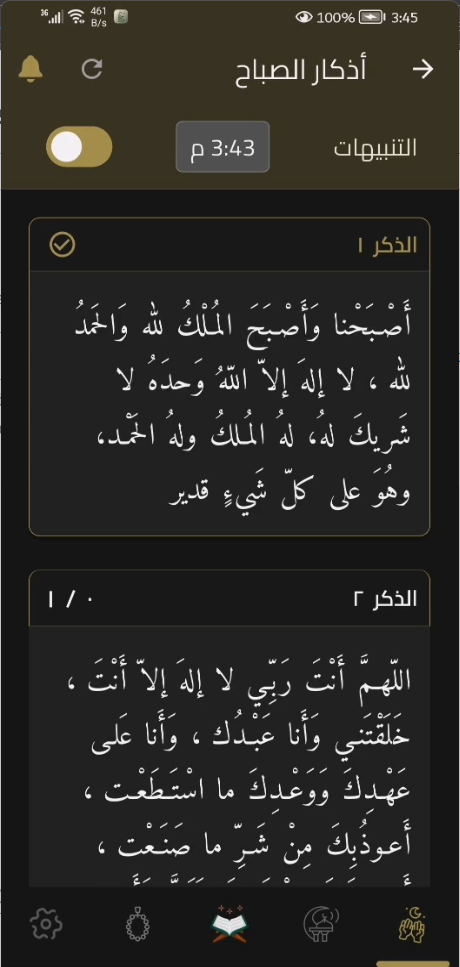 3G 461 B/s 100% 3:45
أذكار الصباح
التنبيهات 3:43 م
الذكر ١
أَصْبَحْنا وَأَصْبَحَ المُلْكُ لله وَالحَمدُ
لله ، لا إلهَ إلاّ اللّهُ وَحدَهُ لا
شَريكَ لهُ، لهُ المُلكُ ولهُ الحَمْد،
وهُوَ على كلّ شَيءٍ قدير
الذكر ٢ ٠ / ١
اللّهمَّ أَنْتَ رَبِّي لا إلهَ إلاّ أَنْتَ ،
خَلَقْتَني وَأَنا عَبْدُك ، وَأَنا عَلى
عَهْدِكَ وَوَعْدِكَ ما اسْتَطَعْت ،
أَعوذُبِكَ مِنْ شَرِّ ما صَنَعْت ،